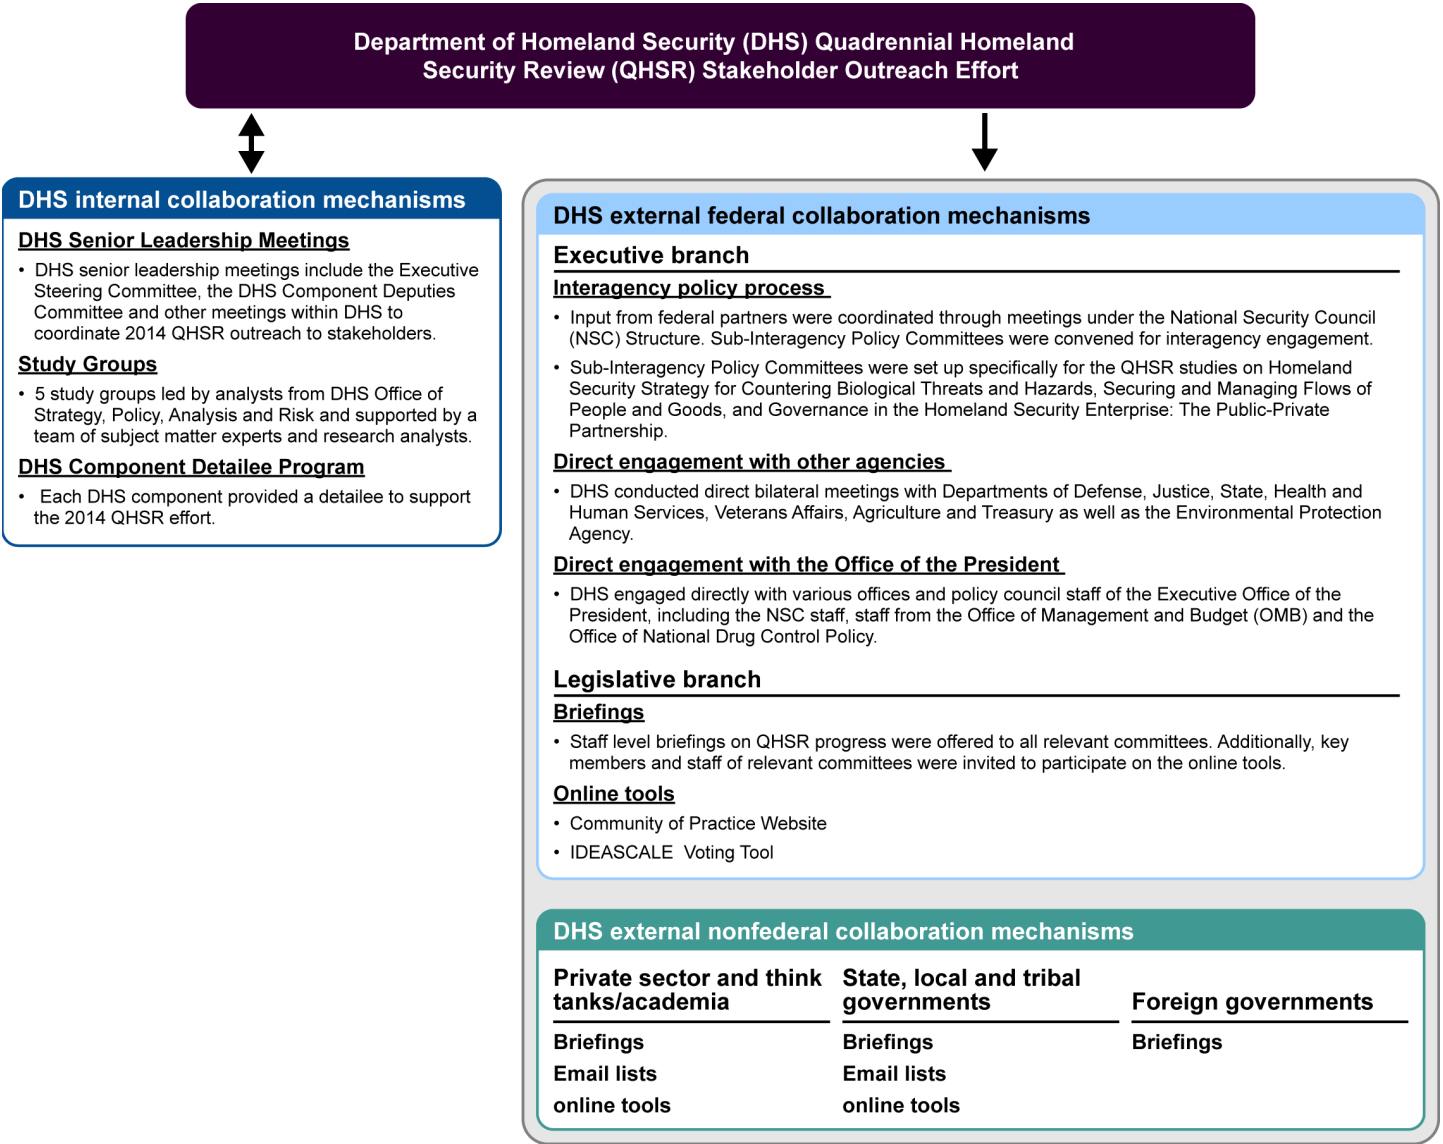 Department of Homeland Security (DHS) Quadrennial Homeland
Security Review (QHSR) Stakeholder Outreach Effort
DHS internal collaboration mechanisms
DHS Senior Leadership Meetings
• DHS senior leadership meetings include the Executive
Steering Committee, the DHS Component Deputies
Committee and other meetings within DHS to
coordinate 2014 QHSR outreach to stakeholders.
Study Groups
• 5 study groups led by analysts from DHS Office of
Strategy, Policy, Analysis and Risk and supported by a
team of subject matter experts and research analysts.
DHS Component Detailee Program
• Each DHS component provided a detailee to support
the 2014 QHSR effort.
DHS external federal collaboration mechanisms
Executive branch
Interagency policy process
• Input from federal partners were coordinated through meetings under the National Security Council
(NSC) Structure. Sub-Interagency Policy Committees were convened for interagency engagement.
• Sub-Interagency Policy Committees were set up specifically for the QHSR studies on Homeland
Security Strategy for Countering Biological Threats and Hazards, Securing and Managing Flows of
People and Goods, and Governance in the Homeland Security Enterprise: The Public-Private
Partnership.
Direct engagement with other agencies
• DHS conducted direct bilateral meetings with Departments of Defense, Justice, State, Health and
Human Services, Veterans Affairs, Agriculture and Treasury as well as the Environmental Protection
Agency.
Direct engagement with the Office of the President
• DHS engaged directly with various offices and policy council staff of the Executive Office of the
President, including the NSC staff, staff from the Office of Management and Budget (OMB) and the
Office of National Drug Control Policy.
Legislative branch
Briefings
• Staff level briefings on QHSR progress were offered to all relevant committees. Additionally, key
members and staff of relevant committees were invited to participate on the online tools.
Online tools
• Community of Practice Website
• IDEASCALE Voting Tool
DHS external nonfederal collaboration mechanisms
Private sector and think
tanks/academia
Briefings
Email lists
online tools
State, local and tribal
governments
Briefings
Email lists
online tools
Foreign governments
Briefings